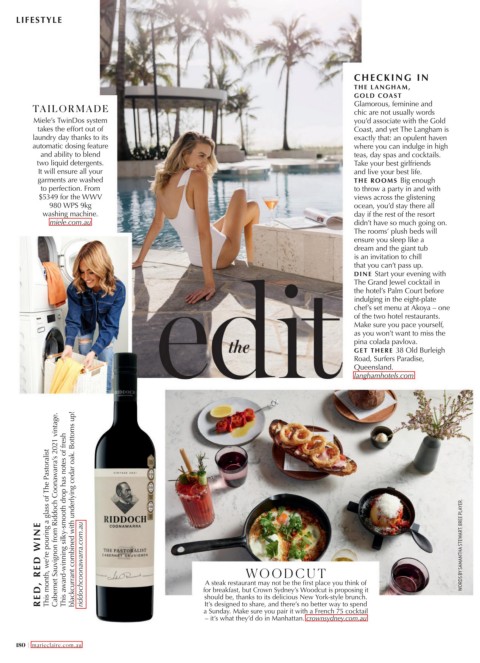 LIFESTYLE
TAILORMADE
Miele's TwinDos system
takes the effort out of
laundry day thanks to its
automatic dosing feature
and ability to blend
two liquid detergents.
It will ensure all your
garments are washed
to perfection. From
$5349 for the WWV
980 WPS 9kg
washing machine.
miele.com.au
CHECKING IN
THE LANGHAM,
GOLD COAST
Glamorous, feminine and
chic are not usually words
you'd associate with the Gold
Coast, and yet The Langham is
exactly that: an opulent haven
where you can indulge in high
teas, day spas and cocktails.
Take your best girlfriends
and live your best life.
THE ROOMS Big enough
to throw a party in and with
views across the glistening
ocean, you'd stay there all
day if the rest of the resort
didn't have so much going on.
The rooms' plush beds will
ensure you sleep like a
dream and the giant tub
is an invitation to chill
that you can't pass up.
DINE Start your evening with
The Grand Jewel cocktail in
the hotel's Palm Court before
indulging in the eight-plate
chef's set menu at Akoya – one
of the two hotel restaurants.
Make sure you pace yourself,
as you won't want to miss the
pina colada pavlova.
GET THERE 38 Old Burleigh
Road, Surfers Paradise,
Queensland.
langhamhotels.com
the edit
RED, RED WINE
This month, we're pouring a glass of The Pastoralist
Cabernet Sauvignon from Riddoch Coonawarra's 2021 vintage.
This award-winning silky-smooth drop has notes of fresh
blackcurrant combined with underlying cedar oak. Bottoms up!
riddochcoonawarra.com.au
RIDDOCH
COONAWARRA
THE PASTORALIST
CABERNET SAUVIGNON
WOODCUT
A steak restaurant may not be the first place you think of
for breakfast, but Crown Sydney's Woodcut is proposing it
should be, thanks to its delicious New York-style brunch.
It's designed to share, and there's no better way to spend
a Sunday. Make sure you pair it with a French 75 cocktail
– it's what they'd do in Manhattan. crownsydney.com.au
WORDS BY SAMANTHA STEWART; BREE PLAYER.
180 marieclaire.com.au